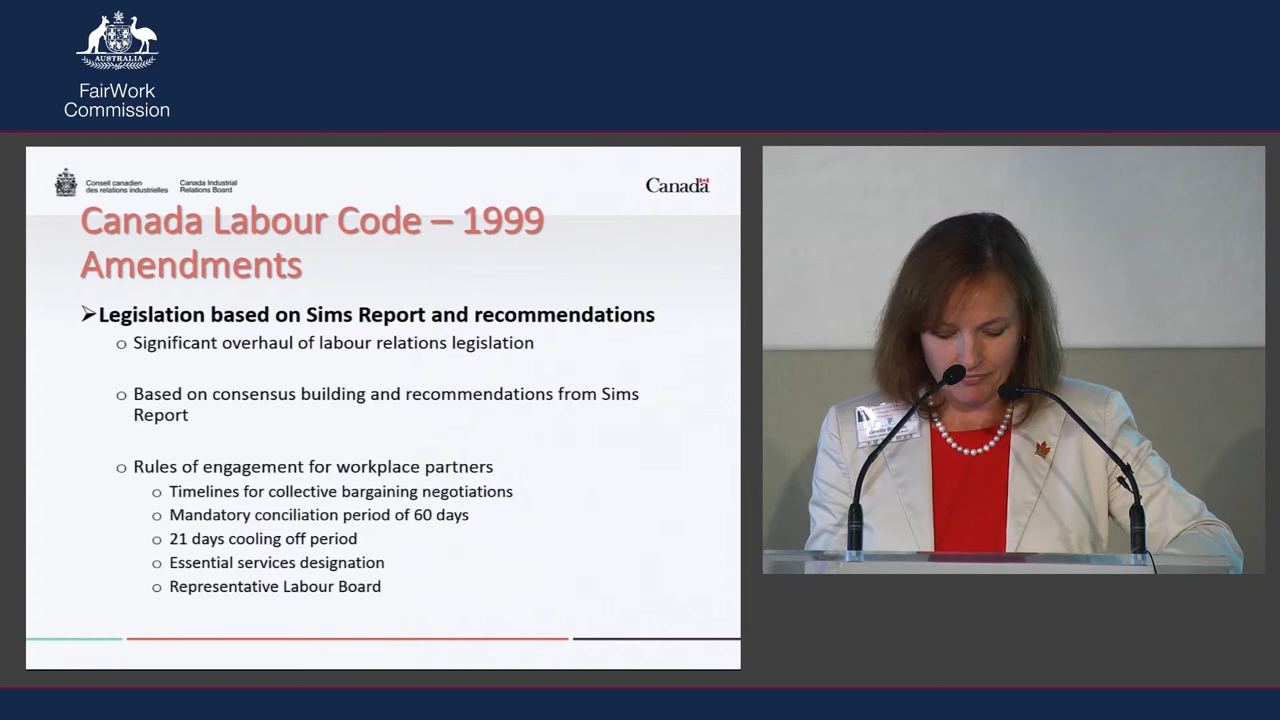 AUSTRALIA
FairWork
Commission
Conseil canadien
des relations industrielles
Canada Industrial
Relations Board
Canada
Canada Labour Code – 1999
Amendments
Legislation based on Sims Report and recommendations
Significant overhaul of labour relations legislation
Based on consensus building and recommendations from Sims
Report
Rules of engagement for workplace partners
Timelines for collective bargaining negotiations
Mandatory conciliation period of 60 days
21 days cooling off period
Essential services designation
Representative Labour Board